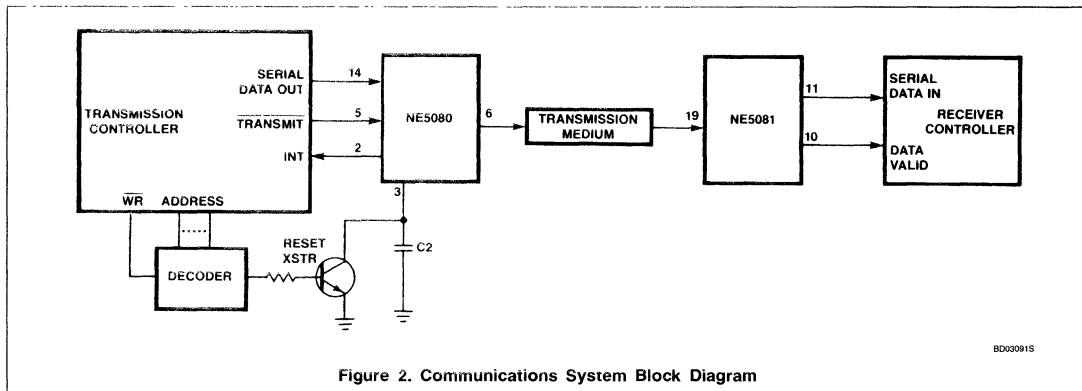 SERIAL
DATA OUT
14
TRANSMISSION
CONTROLLER
TRANSMIT
5
INT
2
NE5080
6
TRANSMISSION
MEDIUM
19
NE5081
11
SERIAL
DATA IN
RECEIVER
CONTROLLER
10
DATA
VALID
3
WR
ADDRESS
DECODER
RESET
XSTR
C2
BD03091S
Figure 2. Communications System Block Diagram